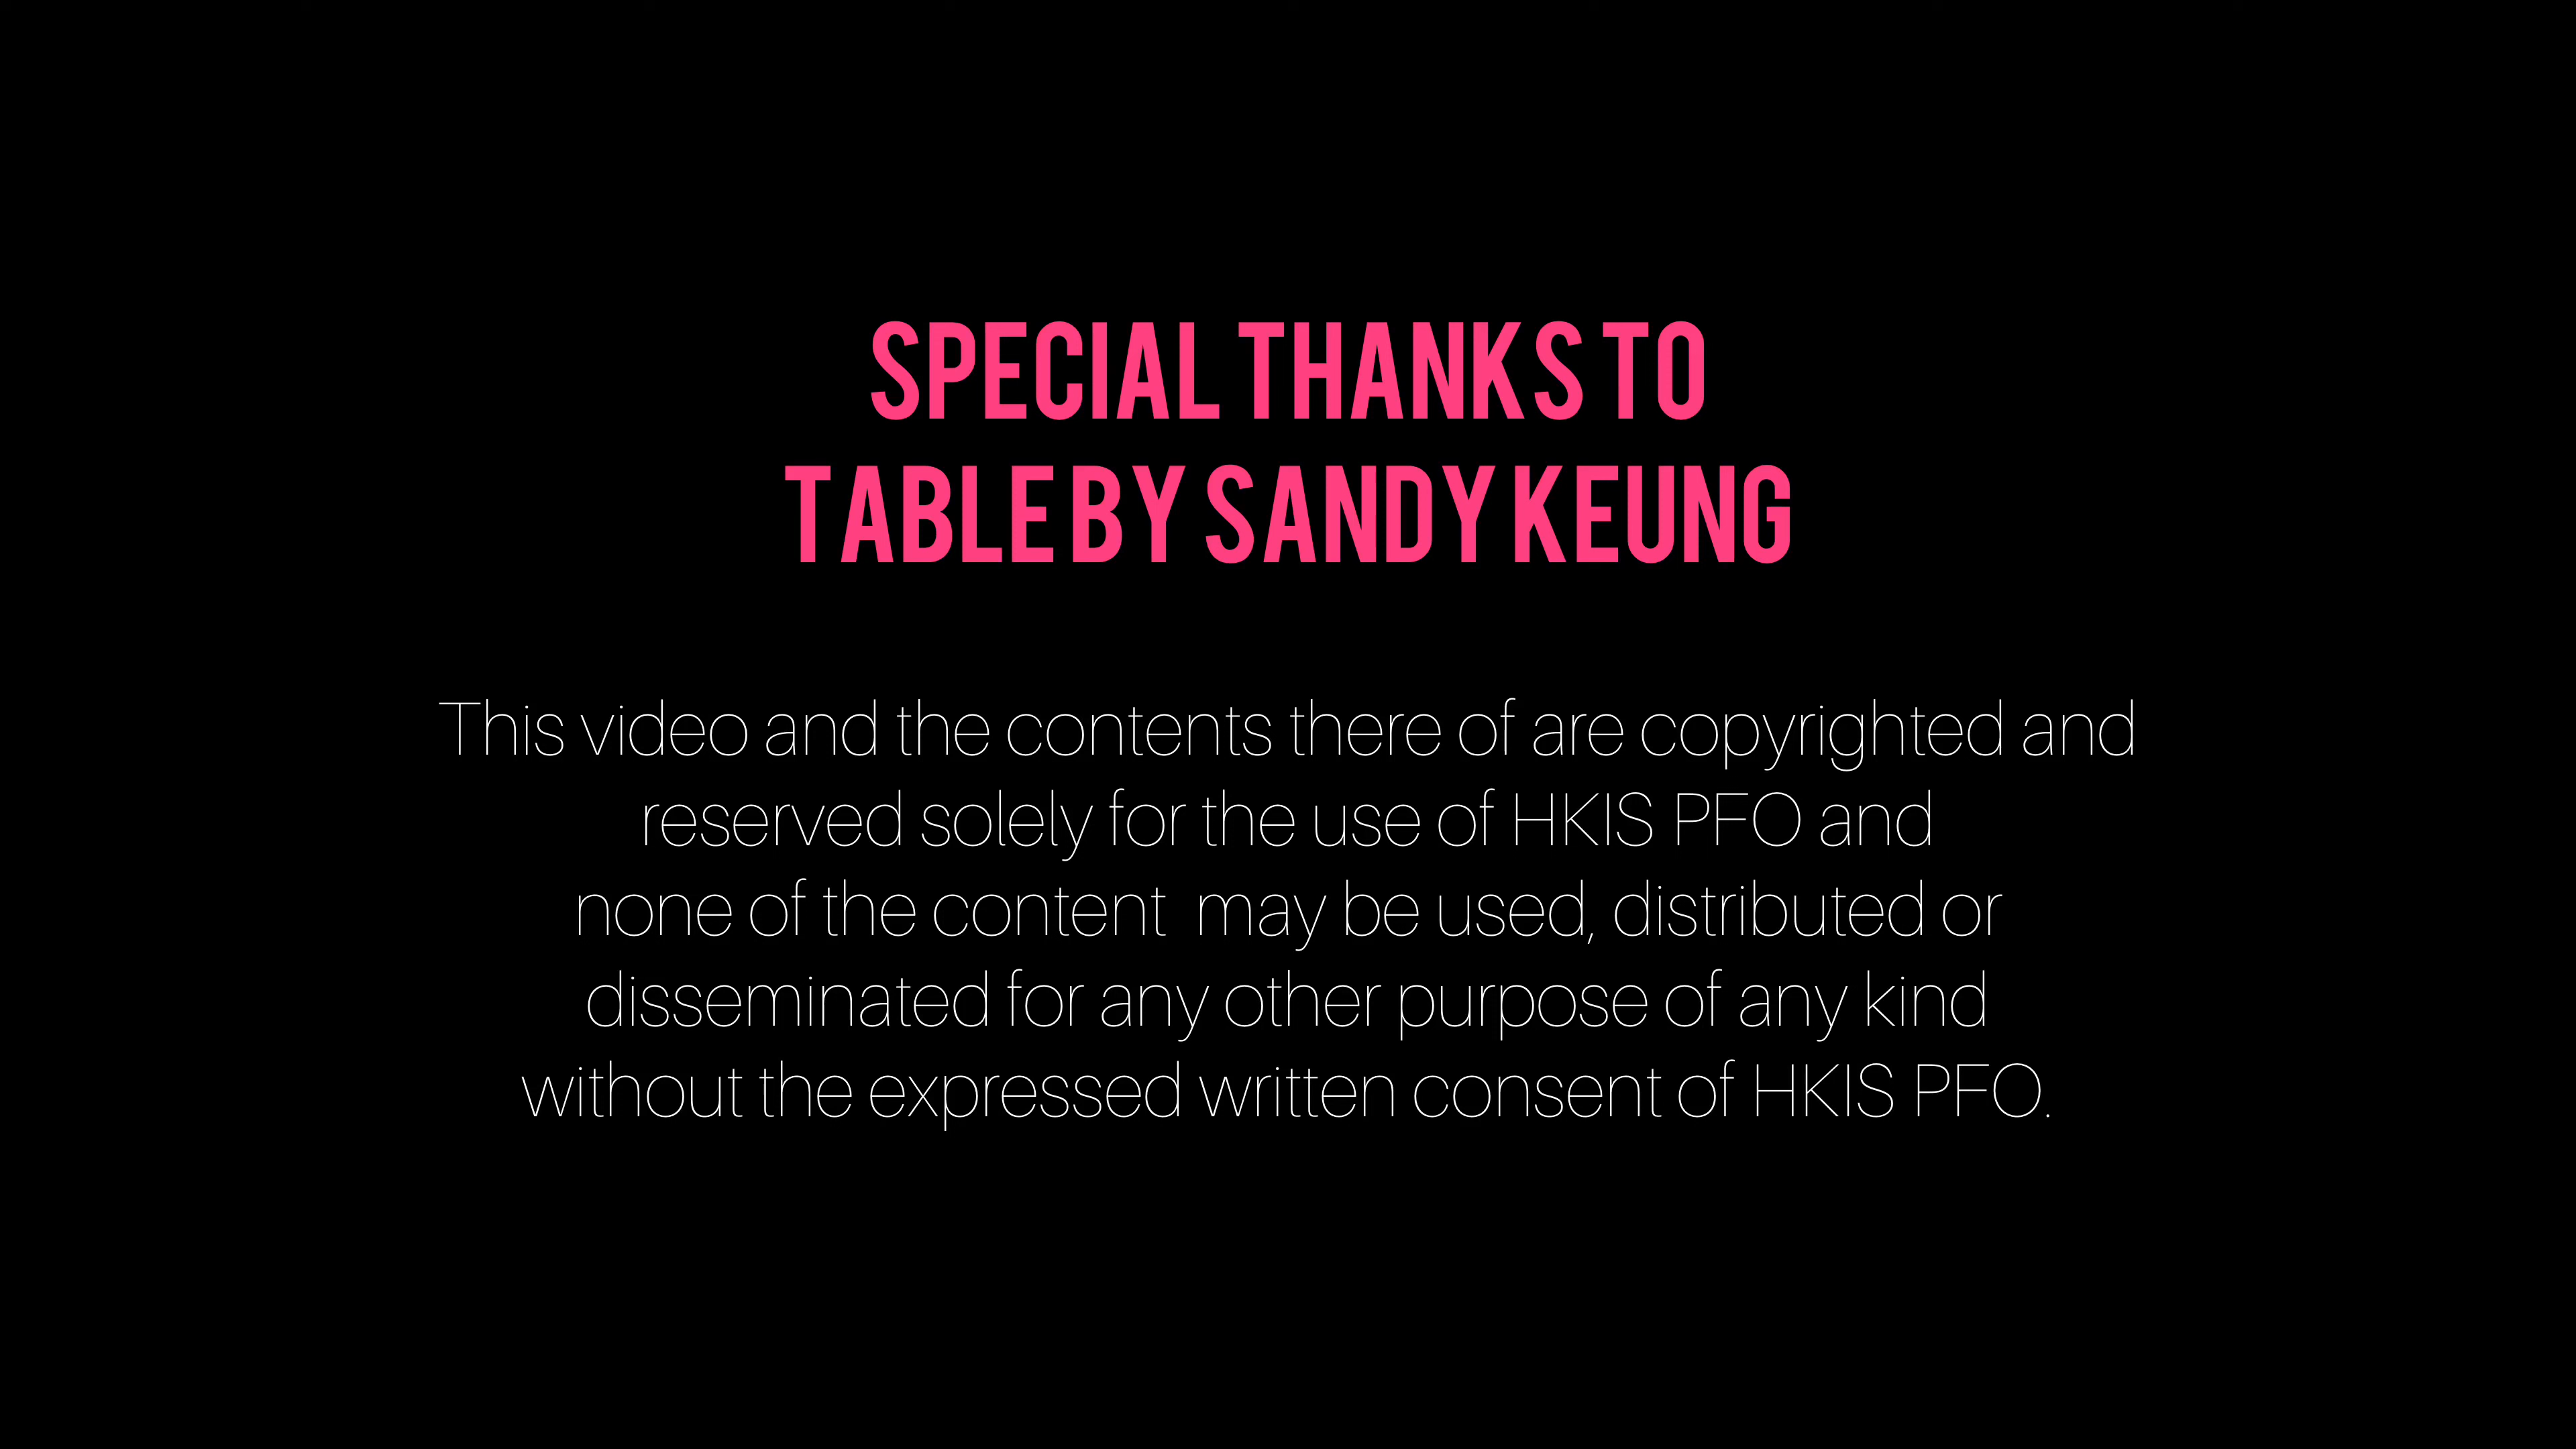 SPECIAL THANKS TO
TABLE BY SANDY KEUNG
This video and the contents there of are copyrighted and
reserved solely for the use of HKIS PFO and
none of the content  may be used, distributed or
disseminated for any other purpose of any kind
without the expressed written consent of HKIS PFO.